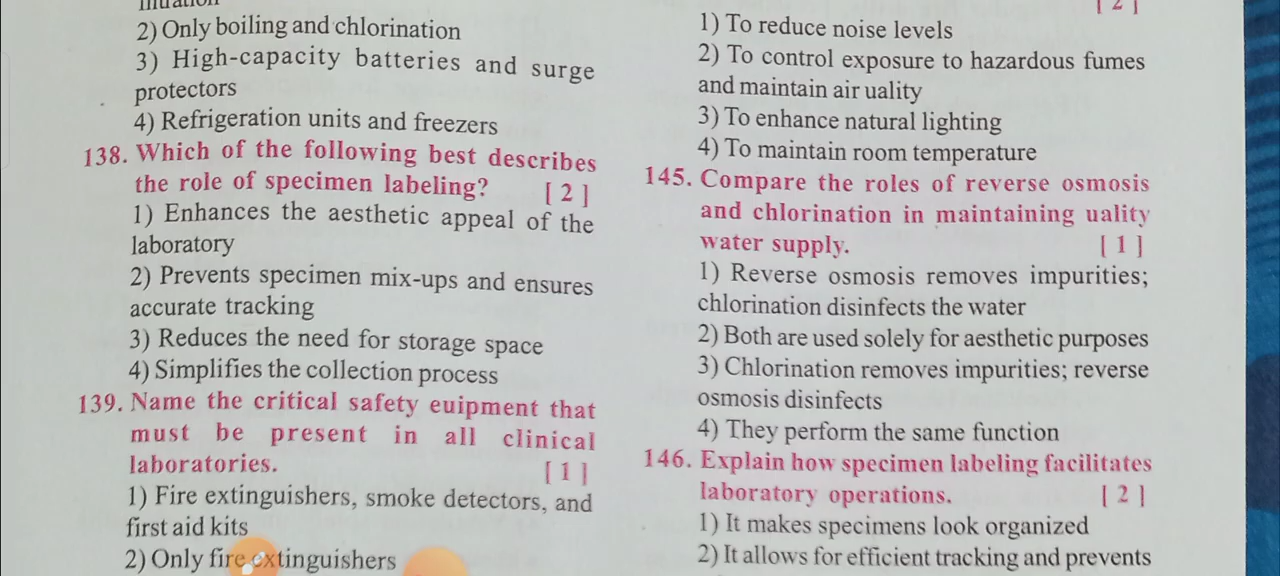 2) Only boiling and chlorination
3) High-capacity batteries and surge
protectors
4) Refrigeration units and freezers
138. Which of the following best describes
the role of specimen labeling? [ 2 ]
1) Enhances the aesthetic appeal of the
laboratory
2) Prevents specimen mix-ups and ensures
accurate tracking
3) Reduces the need for storage space
4) Simplifies the collection process
139. Name the critical safety euipment that
must be present in all clinical
laboratories. [ 1 ]
1) Fire extinguishers, smoke detectors, and
first aid kits
2) Only fire extinguishers
[ 2 ]
1) To reduce noise levels
2) To control exposure to hazardous fumes
and maintain air uality
3) To enhance natural lighting
4) To maintain room temperature
145. Compare the roles of reverse osmosis
and chlorination in maintaining uality
water supply. [ 1 ]
1) Reverse osmosis removes impurities;
chlorination disinfects the water
2) Both are used solely for aesthetic purposes
3) Chlorination removes impurities; reverse
osmosis disinfects
4) They perform the same function
146. Explain how specimen labeling facilitates
laboratory operations. [ 2 ]
1) It makes specimens look organized
2) It allows for efficient tracking and prevents